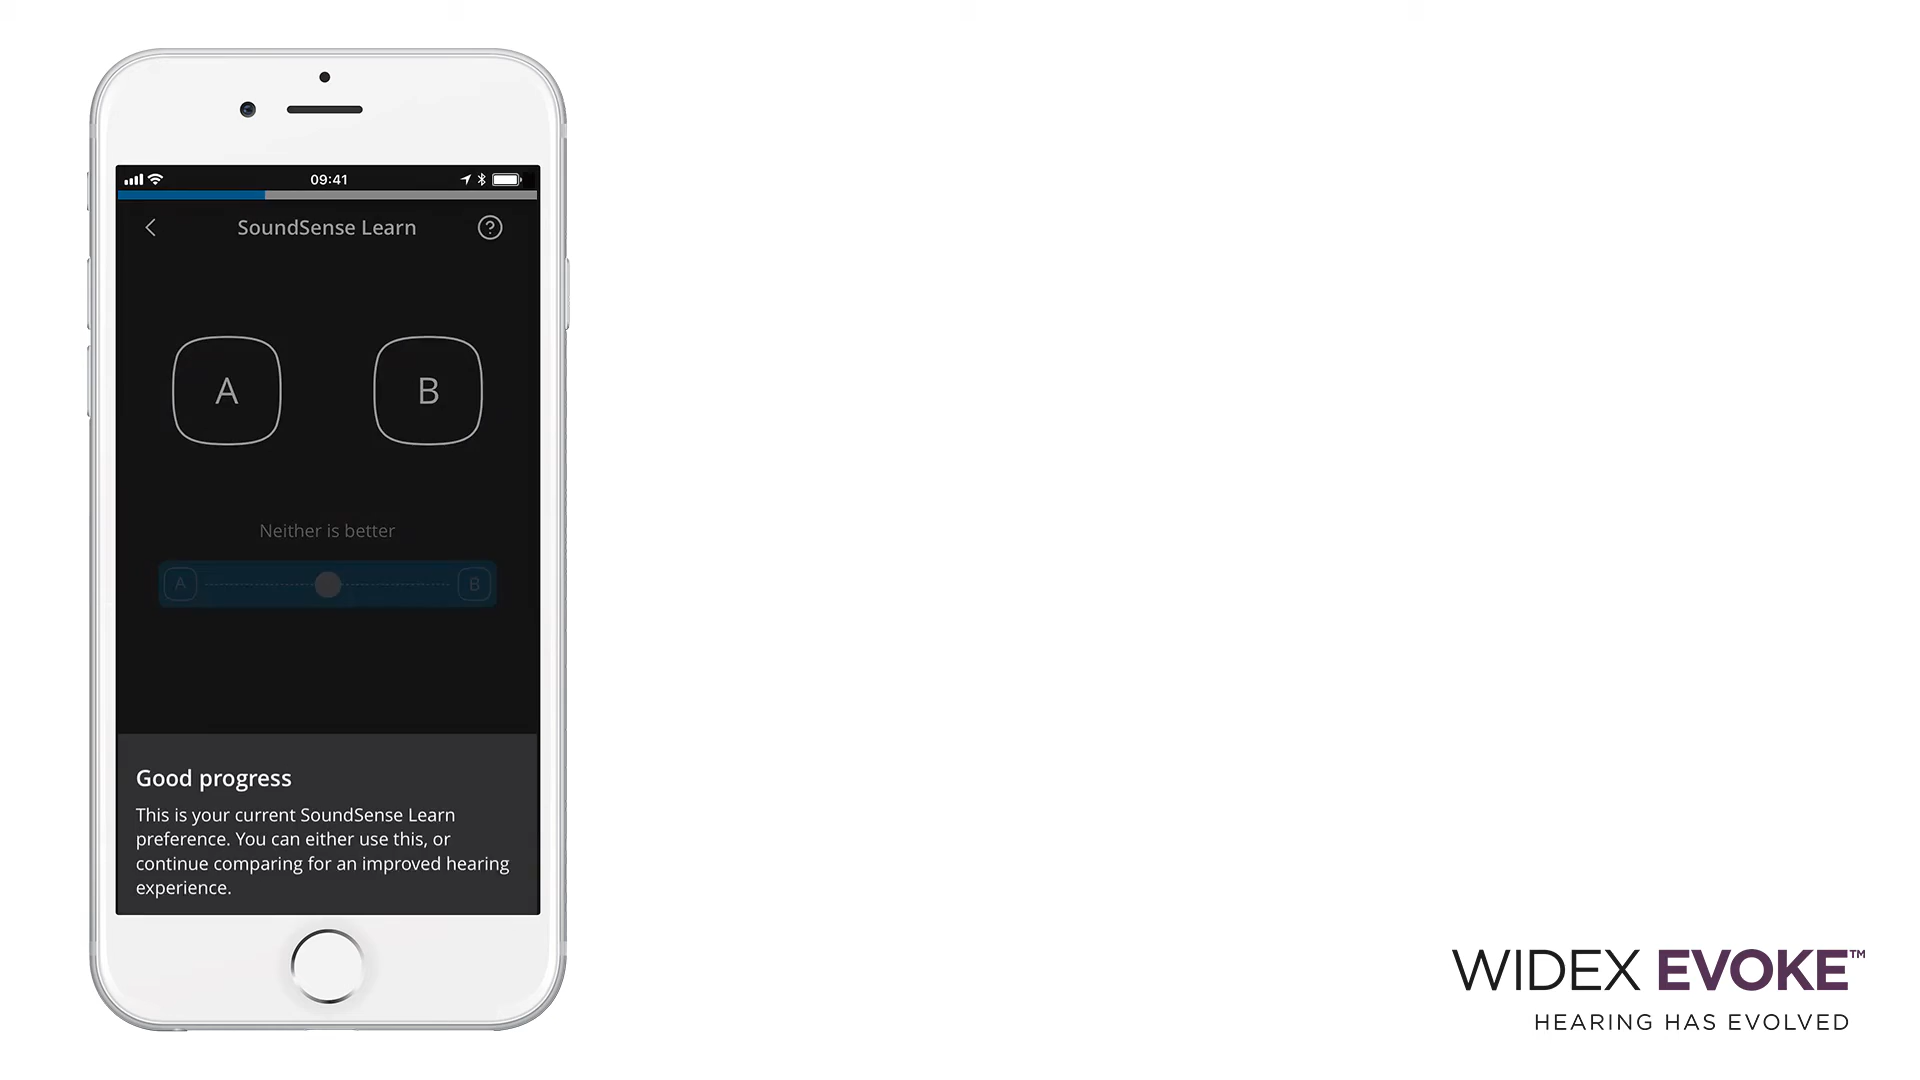 09:41
SoundSense Learn
A
B
Neither is better
A
B
Good progress
This is your current SoundSense Learn
preference. You can either use this, or
continue comparing for an improved hearing
experience.
WIDEX EVOKE™
HEARING HAS EVOLVED